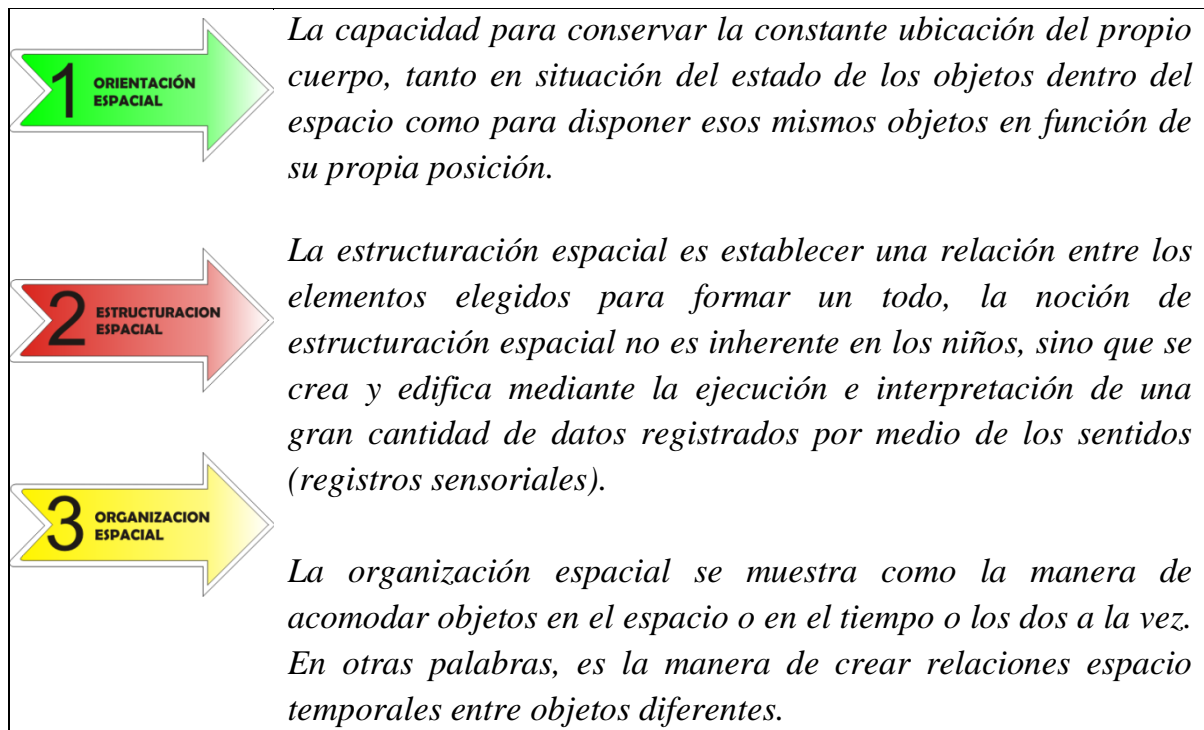 1 ORIENTACIÓN
ESPACIAL
La capacidad para conservar la constante ubicación del propio
cuerpo, tanto en situación del estado de los objetos dentro del
espacio como para disponer esos mismos objetos en función de
su propia posición.
2 ESTRUCTURACION
ESPACIAL
La estructuración espacial es establecer una relación entre los
elementos elegidos para formar un todo, la noción de
estructuración espacial no es inherente en los niños, sino que se
crea y edifica mediante la ejecución e interpretación de una
gran cantidad de datos registrados por medio de los sentidos
(registros sensoriales).
3 ORGANIZACION
ESPACIAL
La organización espacial se muestra como la manera de
acomodar objetos en el espacio o en el tiempo o los dos a la vez.
En otras palabras, es la manera de crear relaciones espacio
temporales entre objetos diferentes.